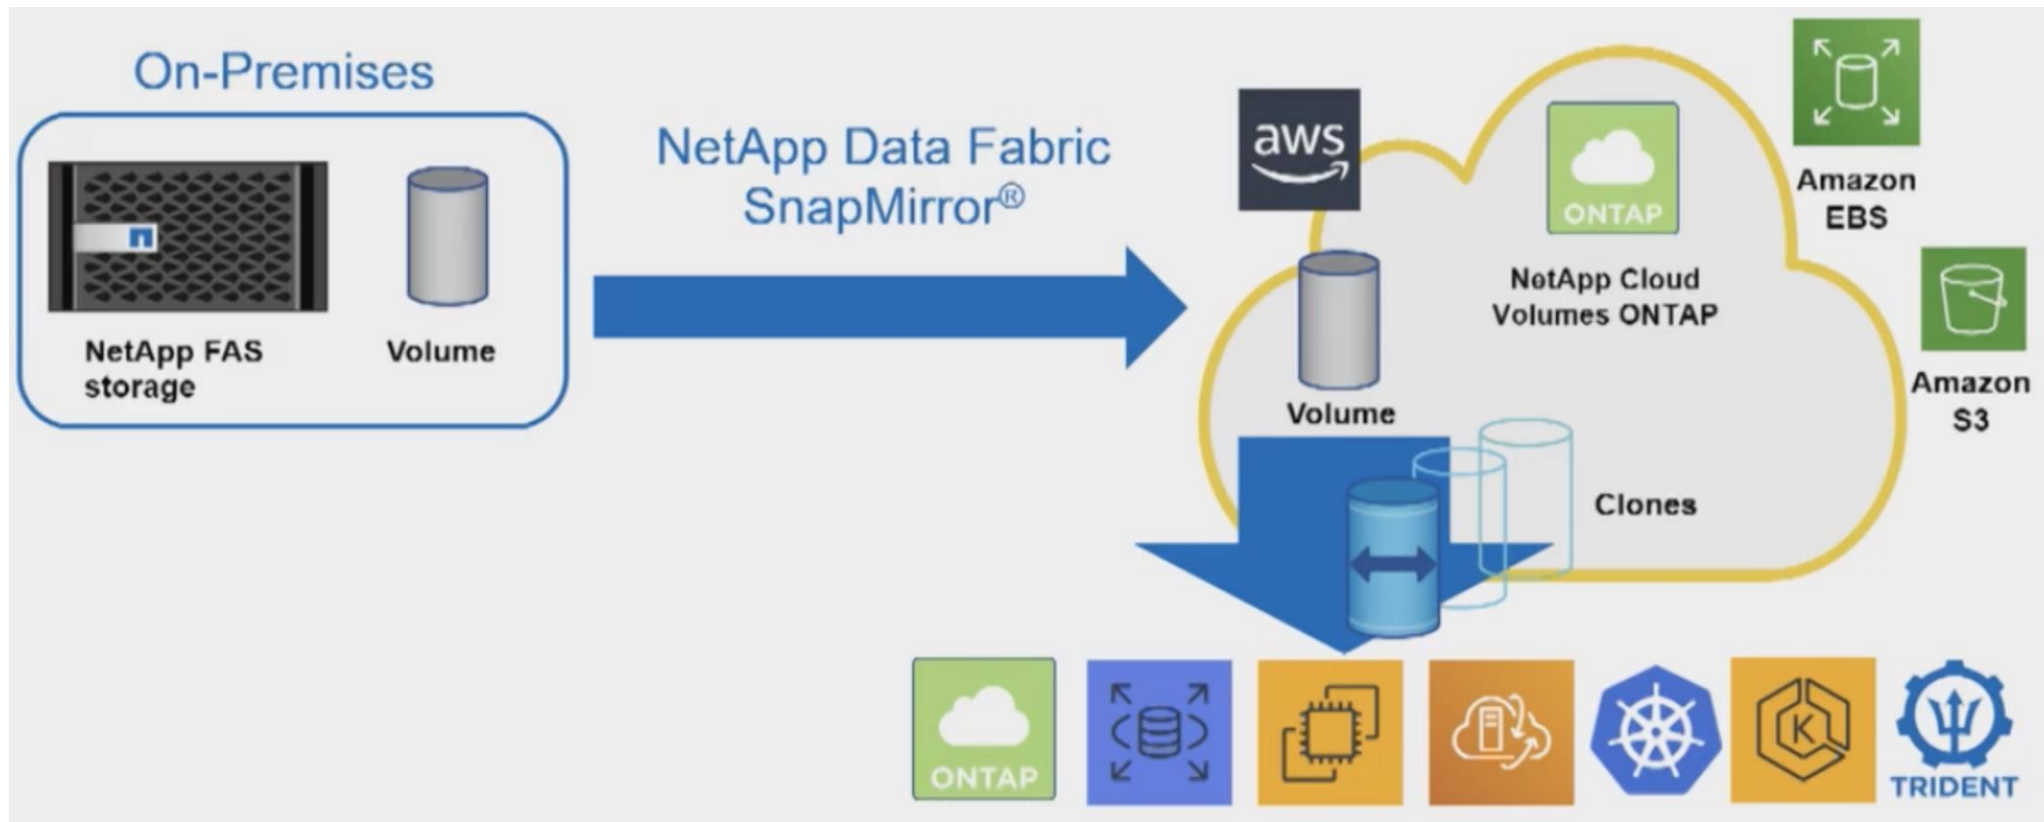 On-Premises
NetApp FAS
storage
Volume
NetApp Data Fabric
SnapMirror®
aws
ONTAP
NetApp Cloud
Volumes ONTAP
Amazon
EBS
Amazon
S3
Volume
Clones
ONTAP
K
TRIDENT